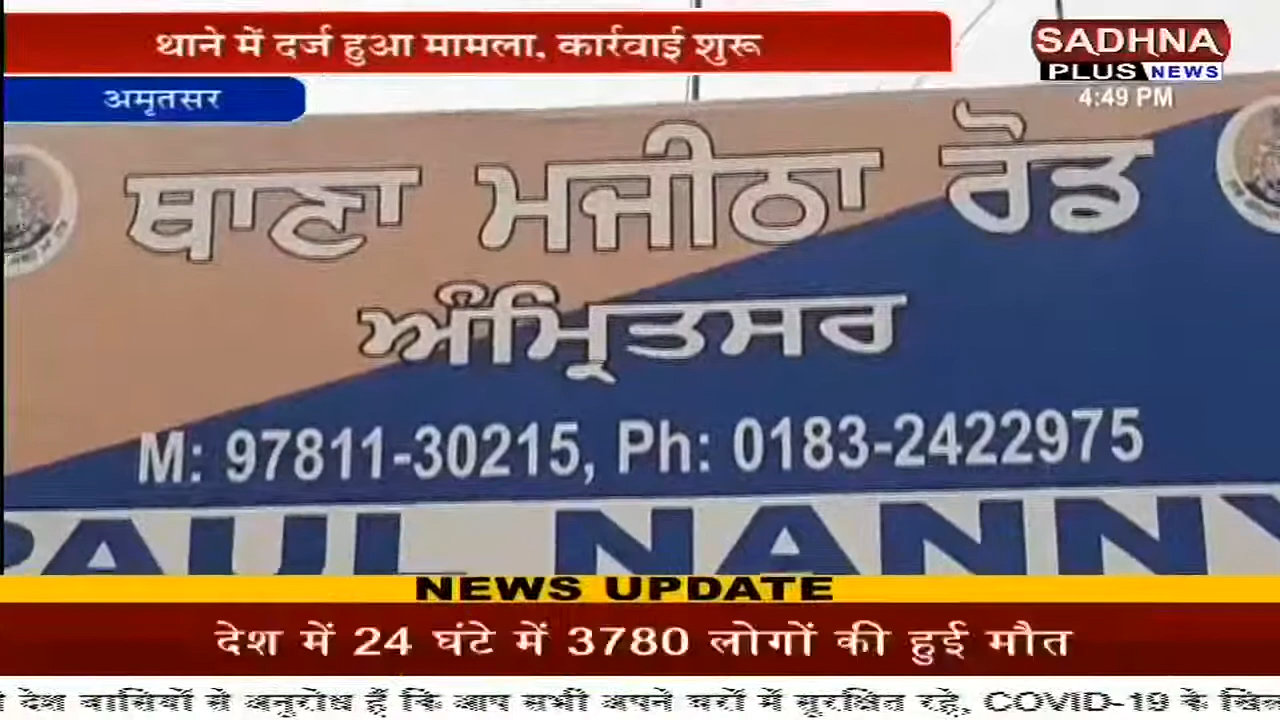 थाने में दर्ज हुआ मामला, कार्रवाई शुरू
SADHNA
PLUS NEWS
4:49 PM
अमृतसर
ਥਾਣਾ ਮਜੀਠਾ ਰੋਡ
ਅੰਮ੍ਰਿਤਸਰ
M: 97811-30215, Ph: 0183-2422975
PAUL NANNY
NEWS UPDATE
देश में 24 घंटे में 3780 लोगों की हुई मौत
देश वासियों से अनुरोध हैं कि आप सभी अपने घरों में सुरक्षित रहे, COVID-19 के